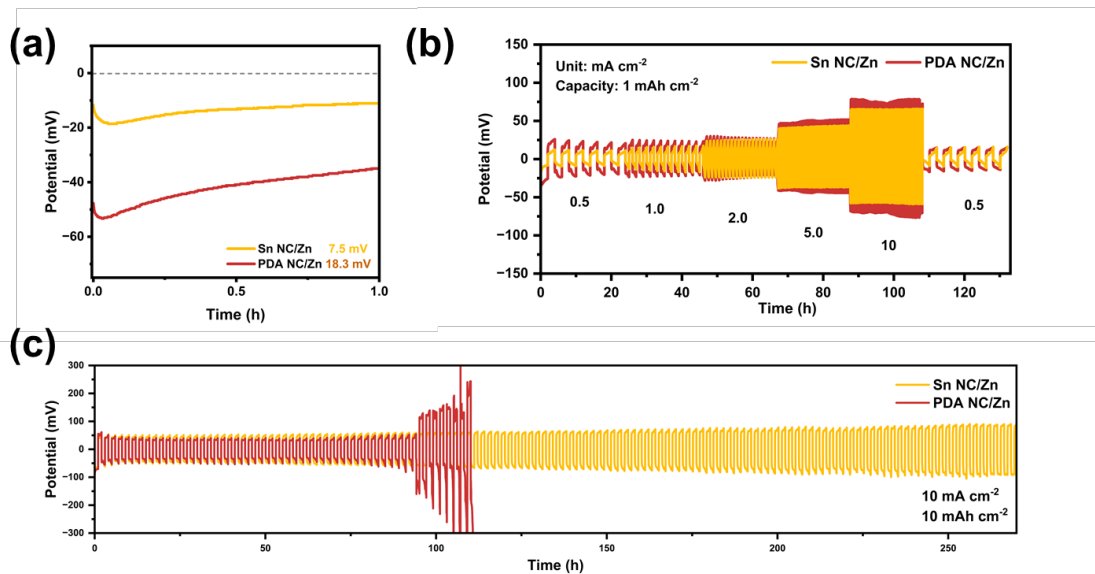 (a)
Potential (mV)
0
−20
−40
−60
Sn NC/Zn 7.5 mV
PDA NC/Zn 18.3 mV
0.0 0.5 1.0
Time (h)
(b)
Potetial (mV)
150
100
50
0
−50
−100
−150
Unit: mA cm-2
Capacity: 1 mAh cm-2
Sn NC/Zn PDA NC/Zn
0.5 1.0 2.0 5.0 10 0.5
0 20 40 60 80 100 120
Time (h)
(c)
Potential (mV)
300
200
100
0
−100
−200
−300
Sn NC/Zn
PDA NC/Zn
10 mA cm-2
10 mAh cm-2
0 50 100 150 200 250
Time (h)